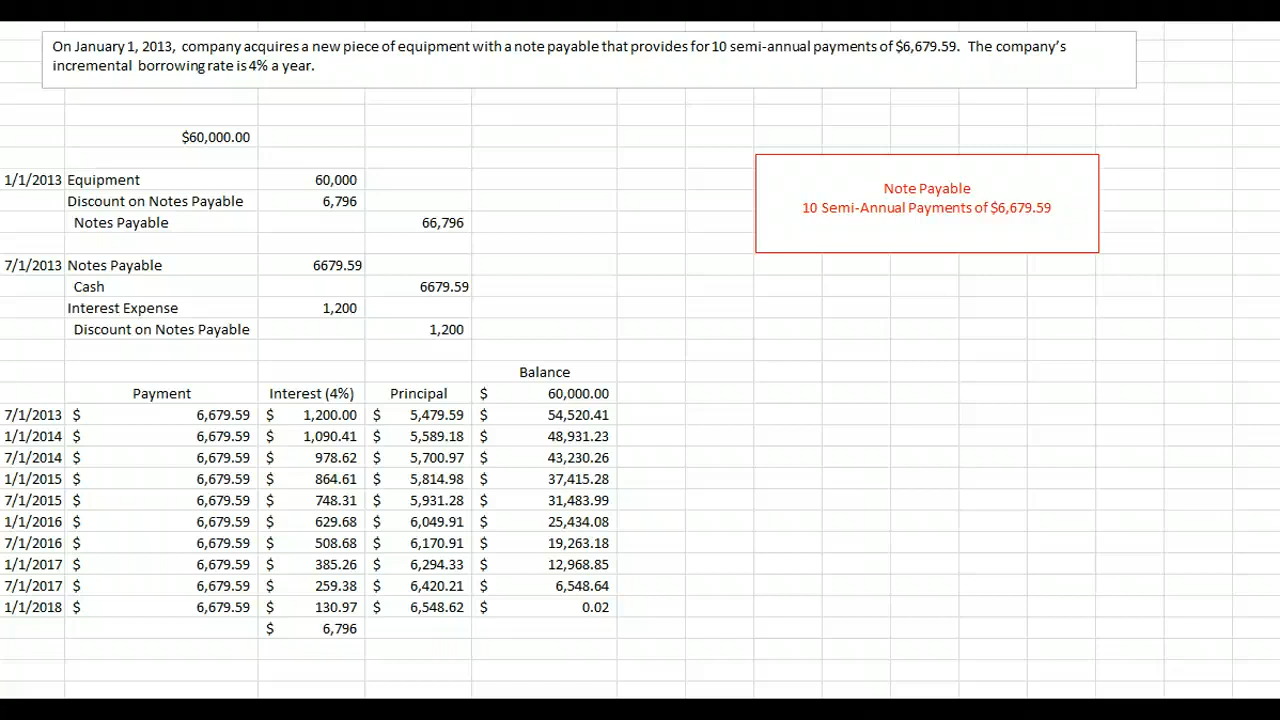 On January 1, 2013, company acquires a new piece of equipment with a note payable that provides for 10 semi-annual payments of $6,679.59. The company's
incremental borrowing rate is 4% a year.
$60,000.00
Note Payable
10 Semi-Annual Payments of $6,679.59
1/1/2013 Equipment 60,000
Discount on Notes Payable 6,796
Notes Payable 66,796
7/1/2013 Notes Payable 6679.59
Cash 6679.59
Interest Expense 1,200
Discount on Notes Payable 1,200
Balance
Payment Interest (4%) Principal $ 60,000.00
7/1/2013 $ 6,679.59 $ 1,200.00 $ 5,479.59 $ 54,520.41
1/1/2014 $ 6,679.59 $ 1,090.41 $ 5,589.18 $ 48,931.23
7/1/2014 $ 6,679.59 $ 978.62 $ 5,700.97 $ 43,230.26
1/1/2015 $ 6,679.59 $ 864.61 $ 5,814.98 $ 37,415.28
7/1/2015 $ 6,679.59 $ 748.31 $ 5,931.28 $ 31,483.99
1/1/2016 $ 6,679.59 $ 629.68 $ 6,049.91 $ 25,434.08
7/1/2016 $ 6,679.59 $ 508.68 $ 6,170.91 $ 19,263.18
1/1/2017 $ 6,679.59 $ 385.26 $ 6,294.33 $ 12,968.85
7/1/2017 $ 6,679.59 $ 259.38 $ 6,420.21 $ 6,548.64
1/1/2018 $ 6,679.59 $ 130.97 $ 6,548.62 $ 0.02
$ 6,796